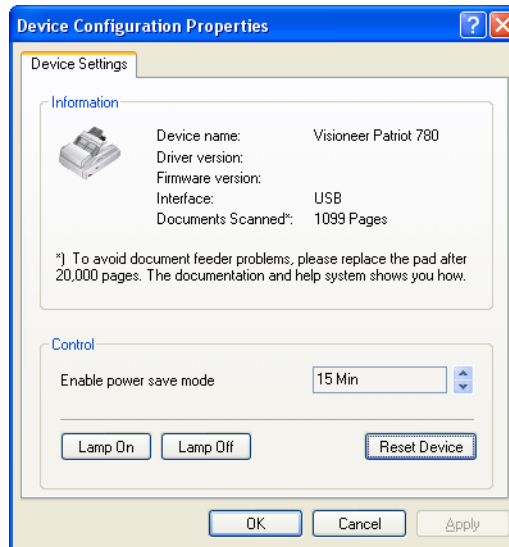 Device Configuration Properties
Device Settings
Information
Device name: Visioneer Patriot 780
Driver version:
Firmware version:
Interface: USB
Documents Scanned*: 1099 Pages
*) To avoid document feeder problems, please replace the pad after
20,000 pages. The documentation and help system shows you how.
Control
Enable power save mode 15 Min
Lamp On Lamp Off Reset Device
OK Cancel Apply